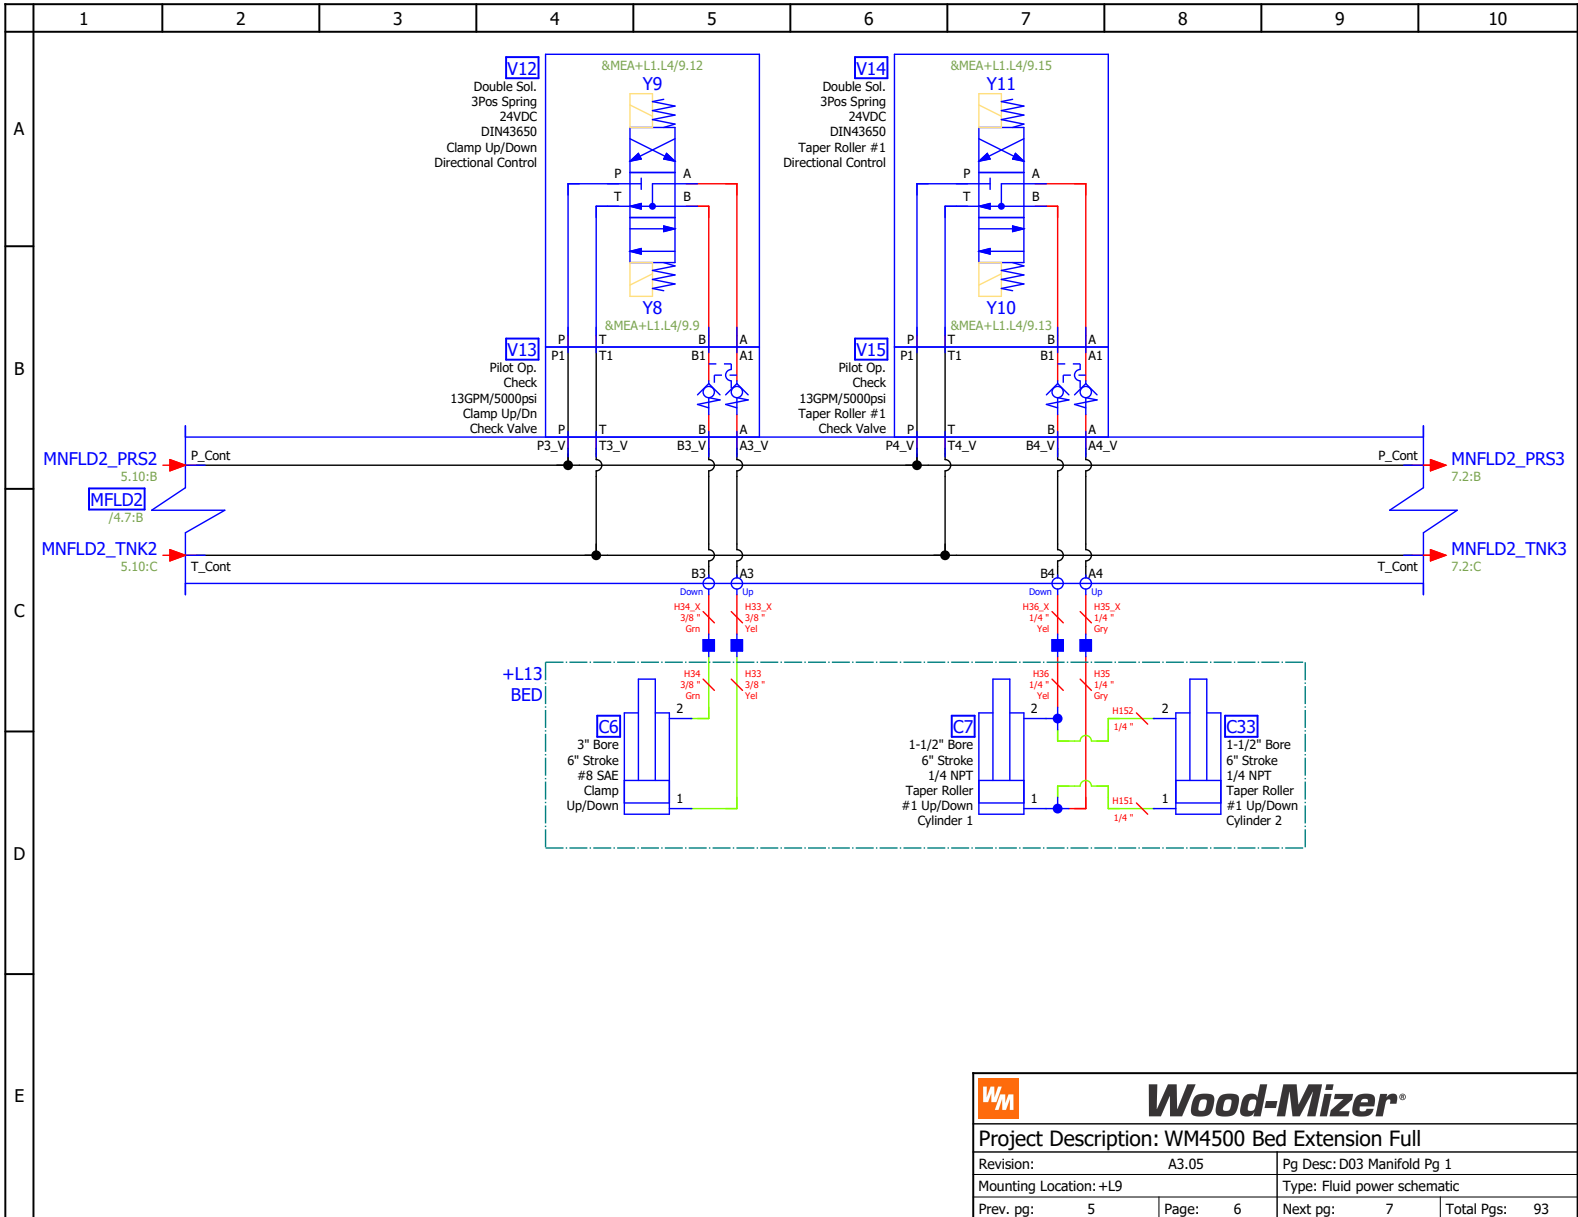 1 2 3 4 5 6 7 8 9 10
A
B
C
D
E
V12
Double Sol.
3Pos Spring
24VDC
DIN43650
Clamp Up/Down
Directional Control
&MEA+L1.L4/9.12
Y9
P A
T B
Y8
&MEA+L1.L4/9.9
P T B A
V13
P1 T1 B1 A1
Pilot Op.
Check
13GPM/5000psi
Clamp Up/Dn
Check Valve
P T B A
P3_V T3_V B3_V A3_V
V14
Double Sol.
3Pos Spring
24VDC
DIN43650
Taper Roller #1
Directional Control
&MEA+L1.L4/9.15
Y11
P A
T B
Y10
&MEA+L1.L4/9.13
P T B A
V15
P1 T1 B1 A1
Pilot Op.
Check
13GPM/5000psi
Taper Roller #1
Check Valve
P T B A
P4_V T4_V B4_V A4_V
MNFLD2_PRS2
5.10:B
P_Cont
MFLD2
/4.7:B
MNFLD2_TNK2
5.10:C
T_Cont
P_Cont
MNFLD2_PRS3
7.2:B
T_Cont
MNFLD2_TNK3
7.2:C
B3 A3
Down Up
H34_X
3/8 "
Grn
H33_X
3/8 "
Yel
B4 A4
Down Up
H36_X
1/4 "
Yel
H35_X
1/4 "
Gry
+L13
BED
H34
3/8 "
Grn
H33
3/8 "
Yel
H36
1/4 "
Yel
H35
1/4 "
Gry
C6
3" Bore
6" Stroke
#8 SAE
Clamp
Up/Down
2
1
C7
1-1/2" Bore
6" Stroke
1/4 NPT
Taper Roller
#1 Up/Down
Cylinder 1
2
1
H152
1/4 "
H151
1/4 "
2
1
C33
1-1/2" Bore
6" Stroke
1/4 NPT
Taper Roller
#1 Up/Down
Cylinder 2
WM
Wood-Mizer®
Project Description: WM4500 Bed Extension Full
Revision: A3.05 Pg Desc: D03 Manifold Pg 1
Mounting Location: +L9 Type: Fluid power schematic
Prev. pg: 5 Page: 6 Next pg: 7 Total Pgs: 93